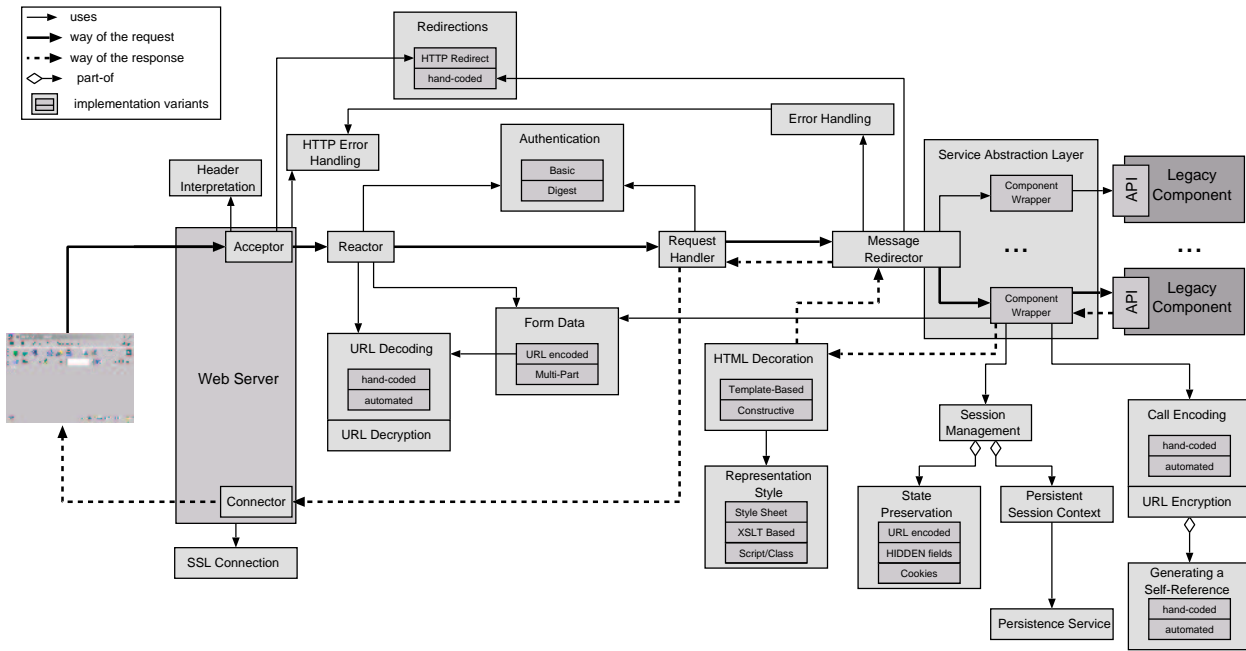 uses
way of the request
way of the response
part-of
implementation variants
Redirections
HTTP Redirect
hand-coded
Error Handling
HTTP Error
Handling
Authentication
Basic
Digest
Header
Interpretation
Service Abstraction Layer
Component
Wrapper
API
Legacy
Component
Acceptor
Reactor
Request
Handler
Message
Redirector
...
...
Component
Wrapper
API
Legacy
Component
Web Server
Form Data
URL encoded
Multi-Part
URL Decoding
hand-coded
automated
URL Decryption
HTML Decoration
Template-Based
Constructive
Session
Management
Call Encoding
hand-coded
automated
URL Encryption
Connector
Representation
Style
Style Sheet
XSLT Based
Script/Class
State
Preservation
URL encoded
HIDDEN fields
Cookies
Persistent
Session Context
SSL Connection
Generating a
Self-Reference
hand-coded
automated
Persistence Service